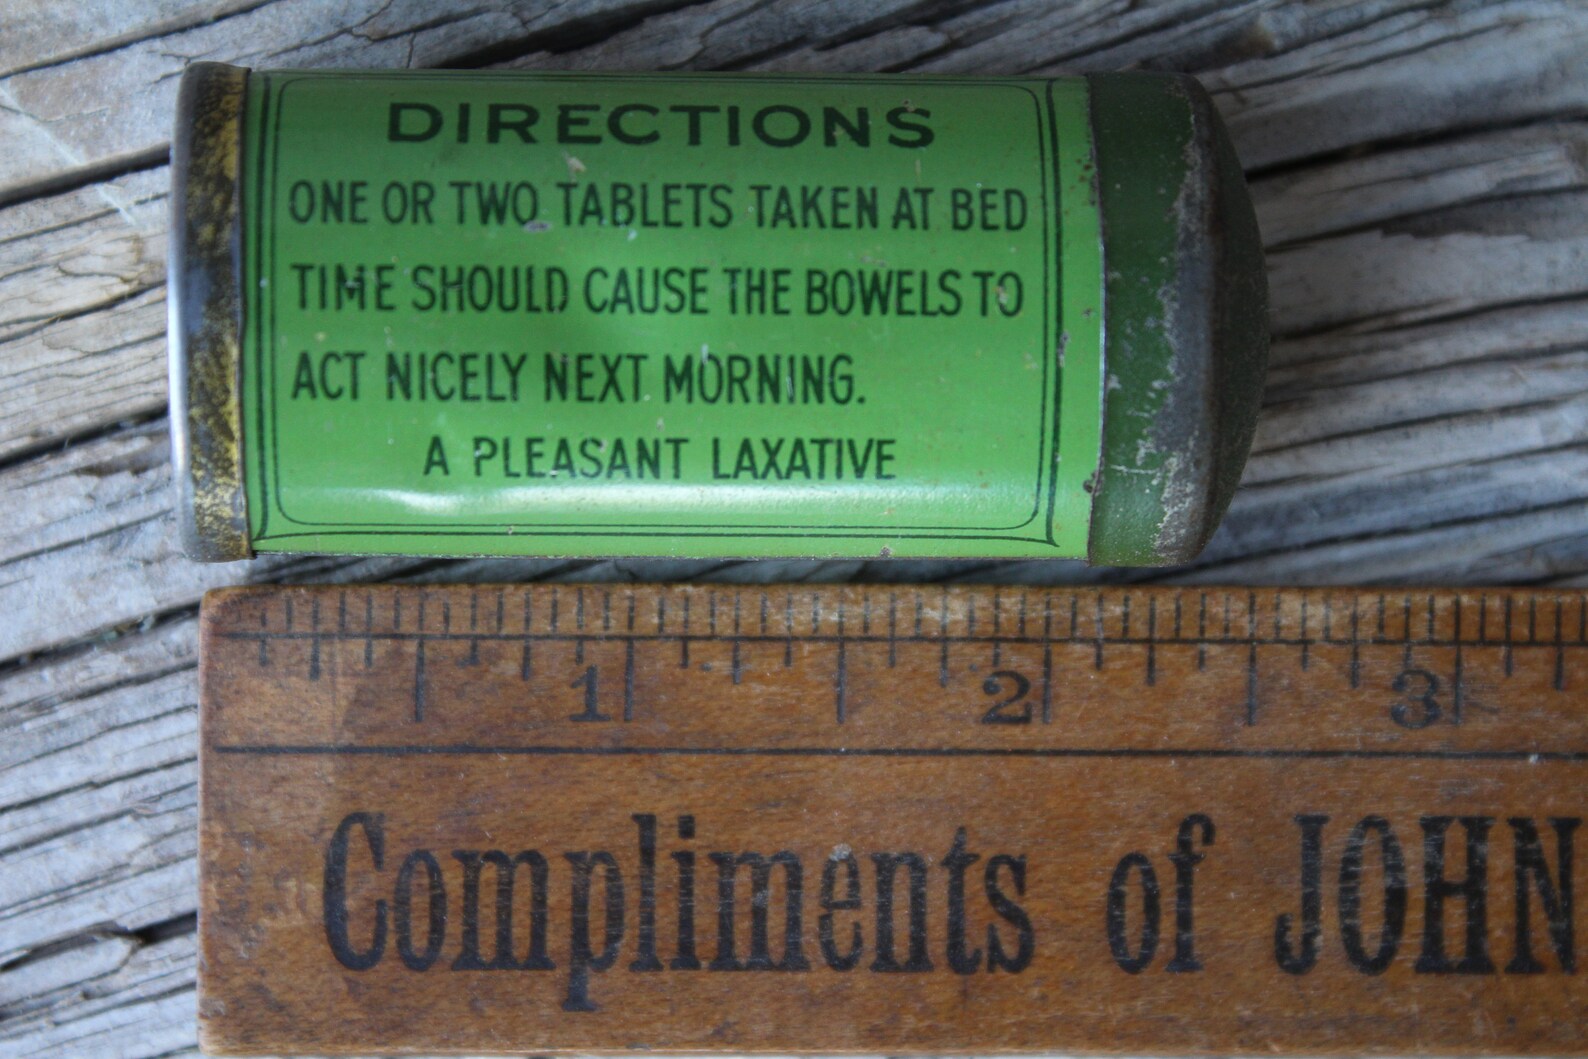 DIRECTIONS
ONE OR TWO TABLETS TAKEN AT BED
TIME SHOULD CAUSE THE BOWELS TO
ACT NICELY NEXT MORNING.
A PLEASANT LAXATIVE
1 2 3
Compliments of JOHN